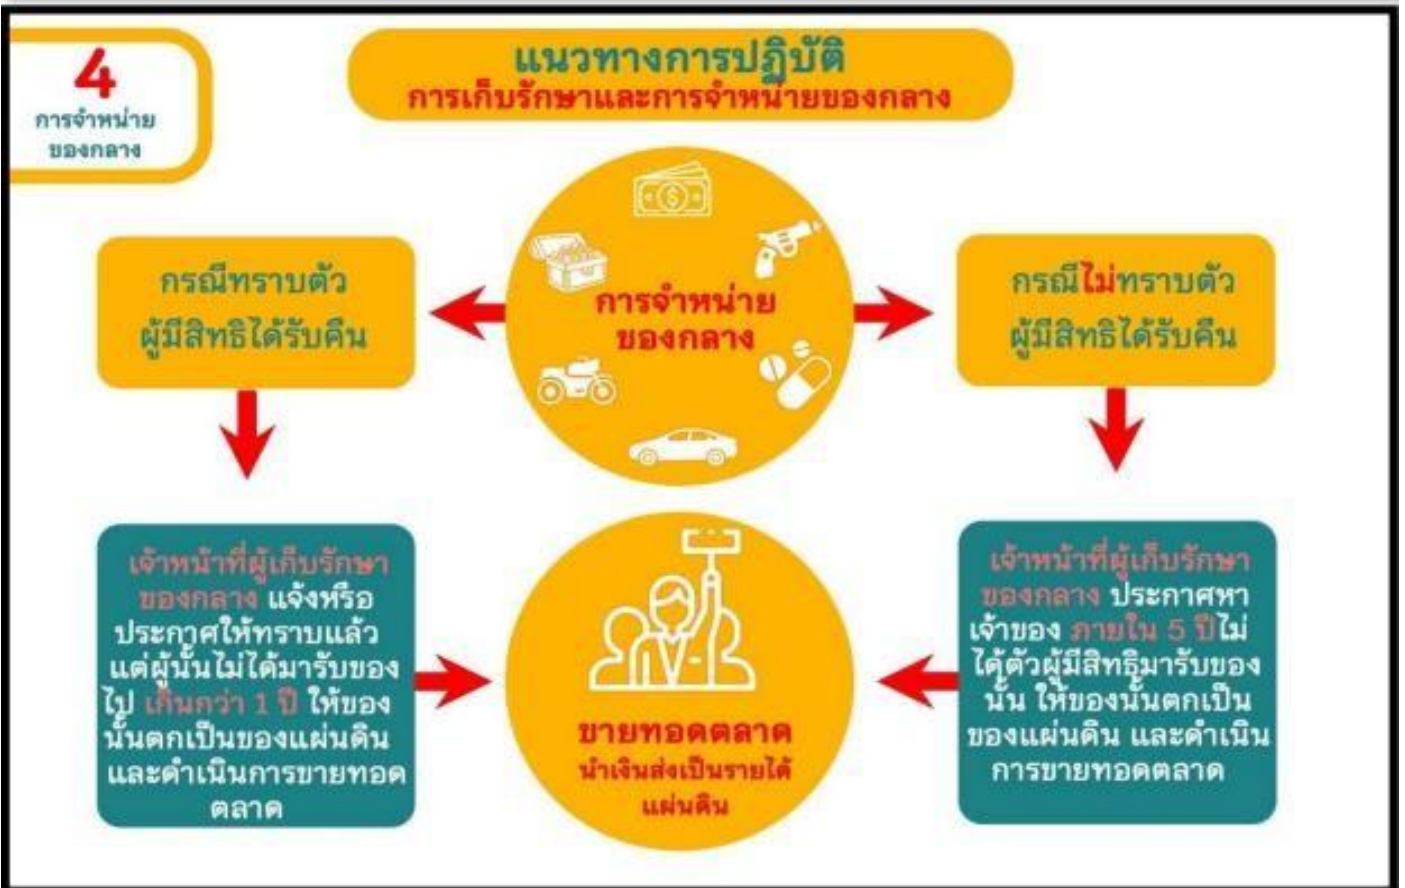 4
การจำหน่าย
ของกลาง
แนวทางการปฏิบัติ
การเก็บรักษาและการจำหน่ายของกลาง
กรณีทราบตัว
ผู้มีสิทธิได้รับคืน
การจำหน่าย
ของกลาง
กรณีไม่ทราบตัว
ผู้มีสิทธิได้รับคืน
เจ้าหน้าที่ผู้เก็บรักษา
ของกลาง แจ้งหรือ
ประกาศให้ทราบแล้ว
แต่ผู้นั้นไม่ได้มารับของ
ไป เกินกว่า 1 ปี ให้ของ
นั้นตกเป็นของแผ่นดิน
และดำเนินการขายทอด
ตลาด
ขายทอดตลาด
นำเงินส่งเป็นรายได้
แผ่นดิน
เจ้าหน้าที่ผู้เก็บรักษา
ของกลาง ประกาศหา
เจ้าของ ภายใน 5 ปีไม่
ได้ตัวผู้มีสิทธิมารับของ
นั้น ให้ของนั้นตกเป็น
ของแผ่นดิน และดำเนิน
การขายทอดตลาด